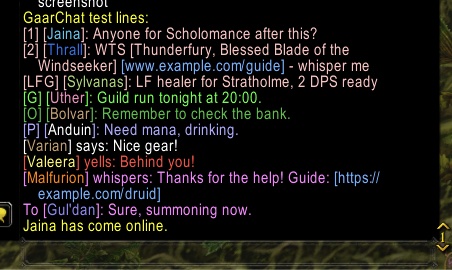 screenshot
GaarChat test lines:
[1] [Jaina]: Anyone for Scholomance after this?
[2] [Thrall]: WTS [Thunderfury, Blessed Blade of the
Windseeker] [www.example.com/guide] - whisper me
[LFG] [Sylvanas]: LF healer for Stratholme, 2 DPS ready
[G] [Uther]: Guild run tonight at 20:00.
[O] [Bolvar]: Remember to check the bank.
[P] [Anduin]: Need mana, drinking.
[Varian] says: Nice gear!
[Valeera] yells: Behind you!
[Malfurion] whispers: Thanks for the help! Guide: [https://
example.com/druid]
To [Gul'dan]: Sure, summoning now.
Jaina has come online.
1